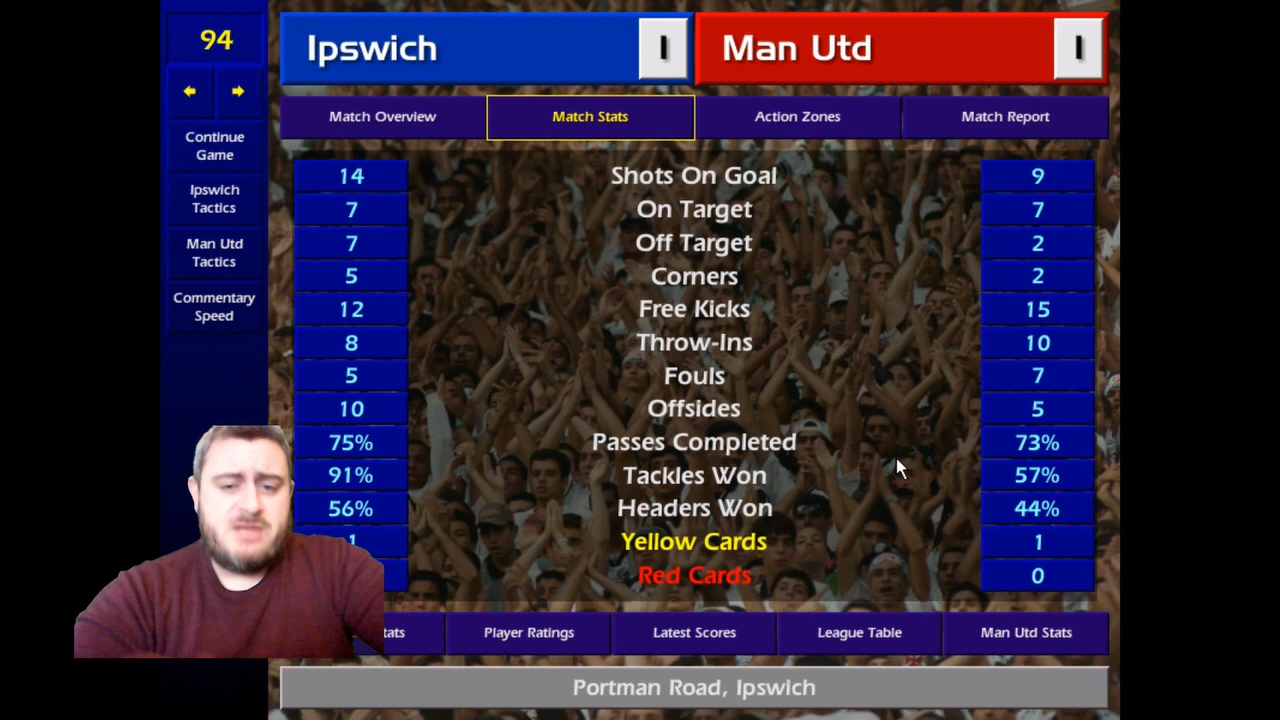 94
Ipswich 1 Man Utd 1
Continue
Game
Ipswich
Tactics
Man Utd
Tactics
Commentary
Speed
Match Overview Match Stats Action Zones Match Report
14 Shots On Goal 9
7 On Target 7
7 Off Target 2
5 Corners 2
12 Free Kicks 15
8 Throw-Ins 10
5 Fouls 7
10 Offsides 5
75% Passes Completed 73%
91% Tackles Won 57%
56% Headers Won 44%
1 Yellow Cards 1
Red Cards 0
Player Ratings Latest Scores League Table Man Utd Stats
Portman Road, Ipswich